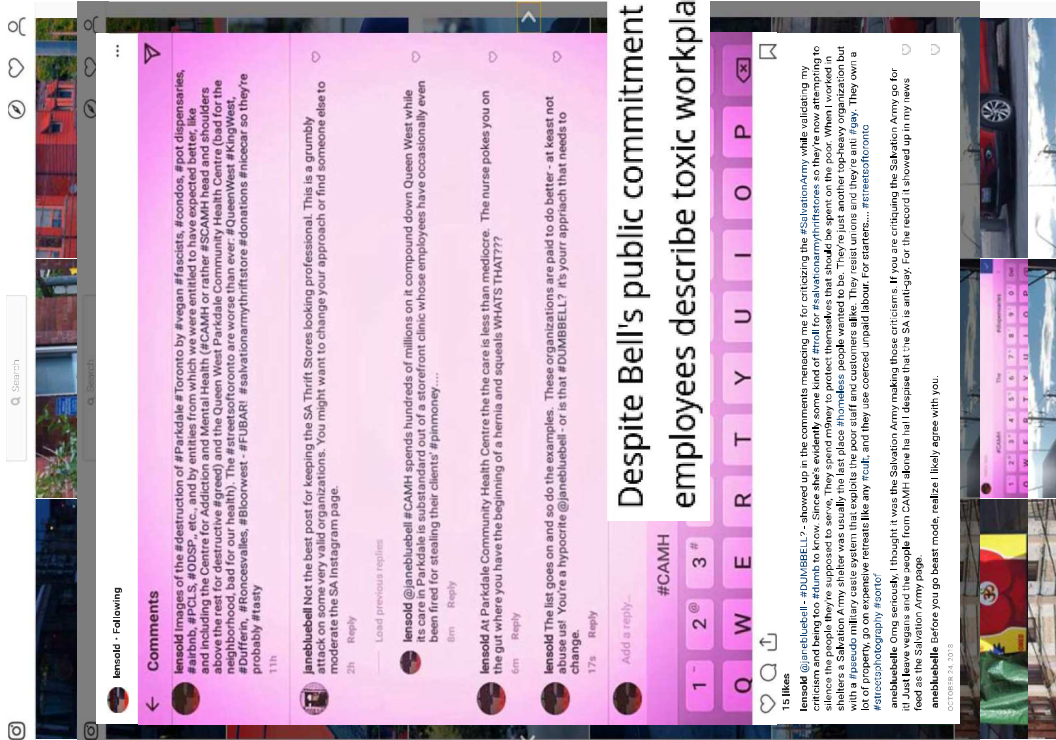 Search
Search
lensold • Following
Comments
lensold Images of the #destruction of #Parkdale #Toronto by #vegan #fascists, #condos, #pot dispensaries,
#airbnb, #PCLS, #ODSP,, etc., and by entities from which we were entitled to have expected better, like
and including the Centre for Addiction and Mental Health (#CAMH or rather #SCAMH head and shoulders
above the rest for destructive #greed) and the Queen West Parkdale Community Health Centre (bad for the
neighborhood, bad for our health). The #streetsoftoronto are worse than ever: #QueenWest #KingWest,
#Dufferin, #Roncesvalles, #Bloorwest - #FUBAR! #salvationarmythriftstore #donations #nicecar so they're
probably #tasty
11h
janebluebell Not the best post for keeping the SA Thrift Stores looking professional. This is a grumbly
attack on some very valid organizations. You might want to change your approach or find someone else to
moderate the SA Instagram page.
2h Reply
Load previous replies
lensold @janebluebell #CAMH spends hundreds of millions on it compound down Queen West while
its care in Parkdale is substandard out of a storefront clinic whose employees have occasionally even
been fired for stealing their clients' #pinmoney....
8m Reply
lensold At Parkdale Community Health Centre the the care is less than mediocre. The nurse pokes you on
the gut where you have the beginning of a hernia and squeals WHATS THAT???
6m Reply
lensold The list goes on and so do the examples. These organizations are paid to do better - at keast not
abuse us! You're a hypocrite @janebluebell - or is that #DUMBBELL? it's yourr appriach that needs to
change.
17s Reply
Add a reply...
Despite Bell's public commitment
employees describe toxic workpla
#CAMH
1 2 @ 3 #
Q W E R T Y U I O P
15 likes
lensold @janebluebell - #DUMBBELL? - showed up in the comments menacing me for criticizing the #SalvationArmy while validating my
criticism and being too #dumb to know. Since she's evidently some kind of #troll for #salvationarmythriftstores so they're now attempting to
silence the people they're supposed to serve, They spend m9ney to protect themselves that should be spent on the poor. When I worked in
shelters a Salvation Army shelter was usually the last place #homeless people wanted to be. They're just another top-heavy organization but
with a #pseudo military caste system that exploits the poor staff and customers alike. They resist unions and they're anti #gay. They own a
lot of property, go on expensive retreats like any #cult, and they use coerced unpaid labour. For starters.... #streetsoftoronto
#streetsphotography #sortof
anebluebelle Omg seriously, I thought it was the Salvation Army making those criticisms. If you are critiquing the Salvation Army go for
it! Just leave vegans and the people from CAMH alone ha ha! I despise that the SA is anti-gay. For the record it showed up in my news
feed as the Salvation Army page.
anebluebelle Before you go beast mode, realize I likely agree with you.
OCTOBER 24, 2018
#CAMH The #dispensaries